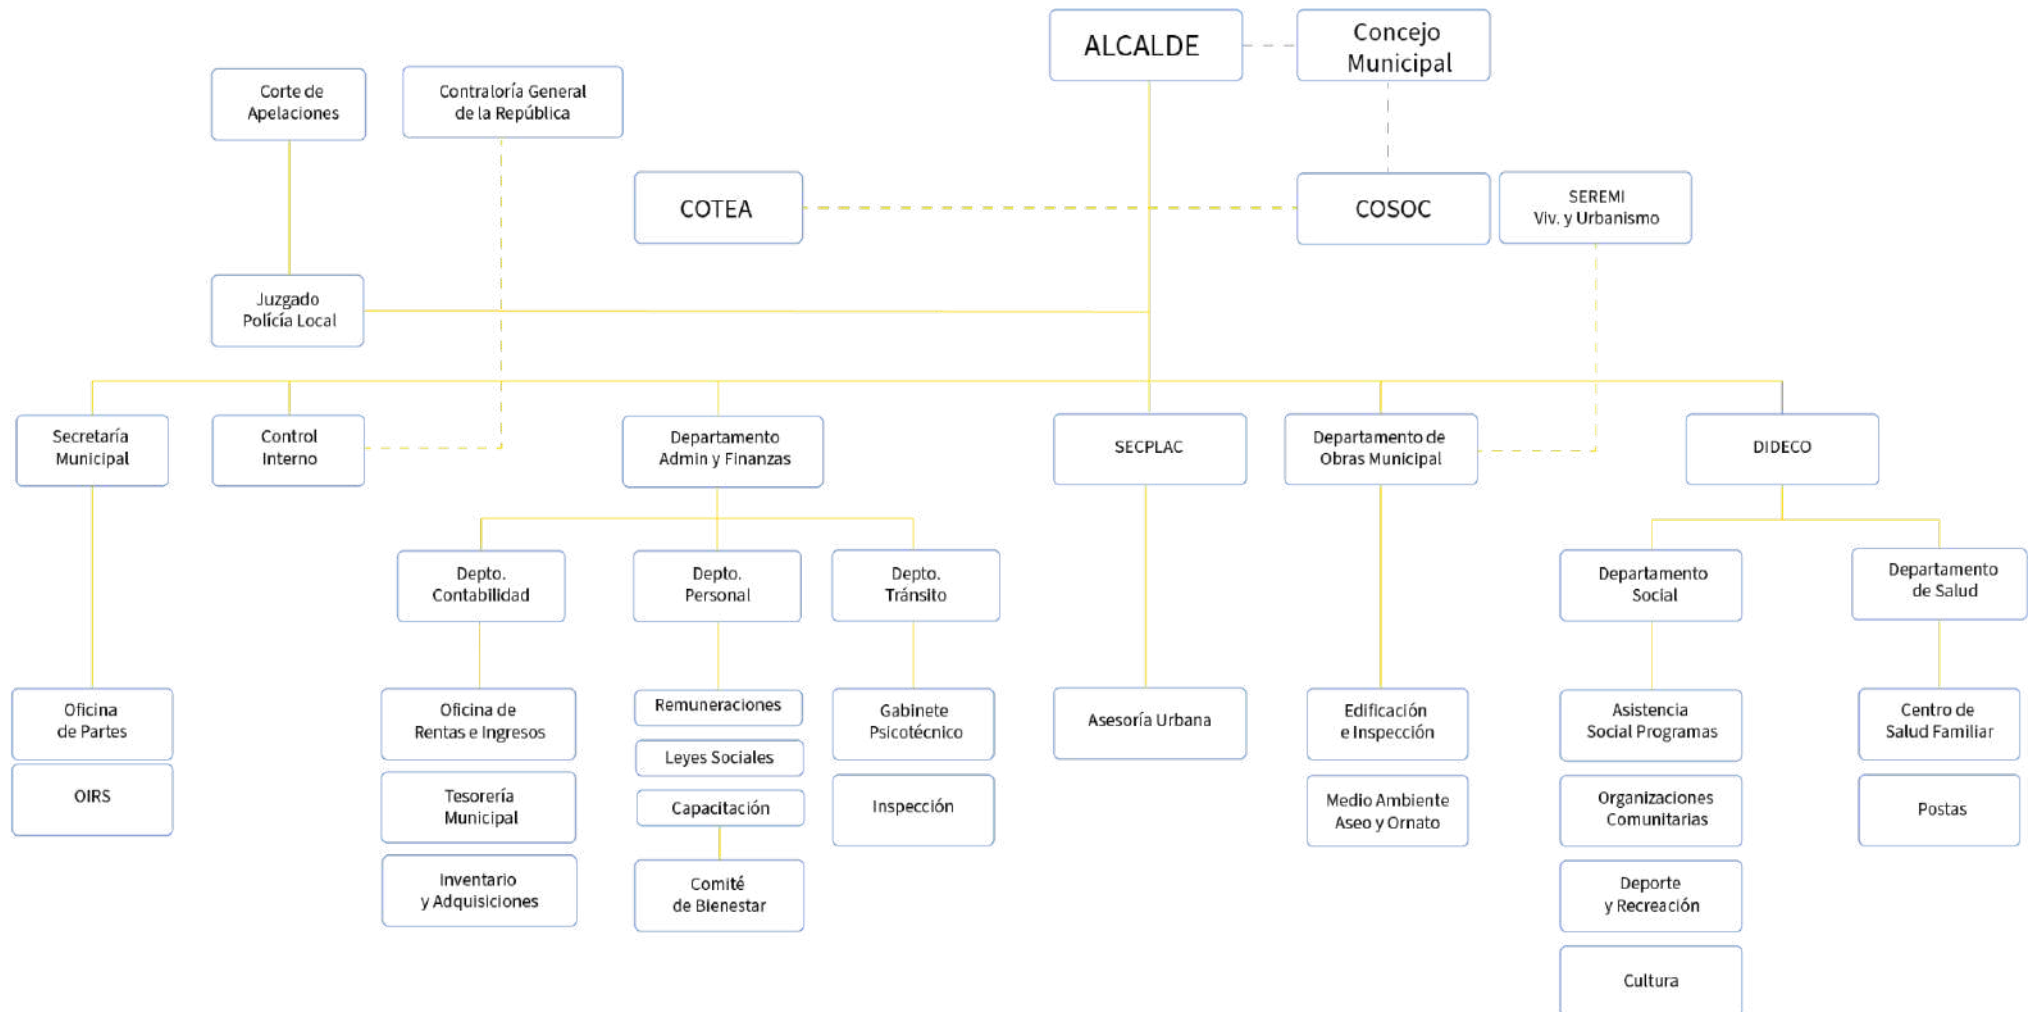 ALCALDE
Concejo
Municipal
Corte de
Apelaciones
Contraloría General
de la República
COTEA
COSOC
SEREMI
Viv. y Urbanismo
Juzgado
Polícía Local
Secretaría
Municipal
Control
Interno
Departamento
Admin y Finanzas
SECPLAC
Departamento de
Obras Municipal
DIDECO
Depto.
Contabilidad
Depto.
Personal
Depto.
Tránsito
Departamento
Social
Departamento
de Salud
Oficina
de Partes
OIRS
Oficina de
Rentas e Ingresos
Tesorería
Municipal
Inventario
y Adquisiciones
Remuneraciones
Leyes Sociales
Capacitación
Comité
de Bienestar
Gabinete
Psicotécnico
Inspección
Asesoría Urbana
Edificación
e Inspección
Medio Ambiente
Aseo y Ornato
Asistencia
Social Programas
Organizaciones
Comunitarias
Deporte
y Recreación
Cultura
Centro de
Salud Familiar
Postas